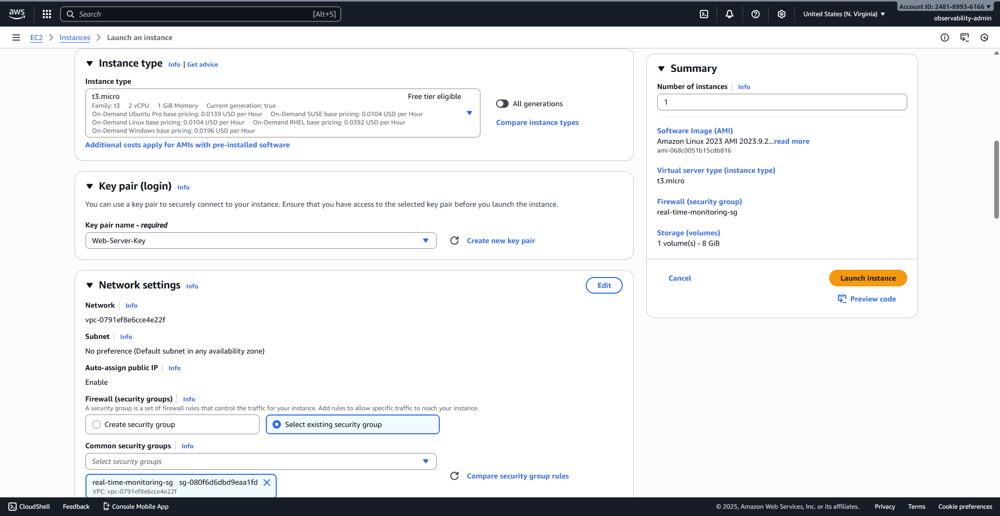 aws
Search [Alt+S]
United States (N. Virginia)
Account ID: 2481-8993-6166
observability-admin
EC2
Instances
Launch an instance
Instance type Info | Get advice
Instance type
t3.micro Free tier eligible
Family: t3 2 vCPU 1 GiB Memory Current generation: true
On-Demand Ubuntu Pro base pricing: 0.0139 USD per Hour On-Demand SUSE base pricing: 0.0104 USD per Hour
On-Demand Linux base pricing: 0.0104 USD per Hour On-Demand RHEL base pricing: 0.0392 USD per Hour
On-Demand Windows base pricing: 0.0196 USD per Hour
All generations
Compare instance types
Additional costs apply for AMIs with pre-installed software
Key pair (login) Info
You can use a key pair to securely connect to your instance. Ensure that you have access to the selected key pair before you launch the instance.
Key pair name - required
Web-Server-Key
Create new key pair
Network settings Info
Edit
Network Info
vpc-0791ef8e6cce4e22f
Subnet Info
No preference (Default subnet in any availability zone)
Auto-assign public IP Info
Enable
Firewall (security groups) Info
A security group is a set of firewall rules that control the traffic for your instance. Add rules to allow specific traffic to reach your instance.
Create security group
Select existing security group
Common security groups Info
Select security groups
real-time-monitoring-sg sg-080f6d6dbd9eaa1fd
VPC: vpc-0791ef8e6cce4e22f
Compare security group rules
Summary
Number of instances Info
1
Software Image (AMI)
Amazon Linux 2023 AMI 2023.9.2...read more
ami-068c0051b15cdb816
Virtual server type (instance type)
t3.micro
Firewall (security group)
real-time-monitoring-sg
Storage (volumes)
1 volume(s) - 8 GiB
Cancel
Launch instance
Preview code
CloudShell
Feedback
Console Mobile App
© 2025, Amazon Web Services, Inc. or its affiliates.
Privacy
Terms
Cookie preferences